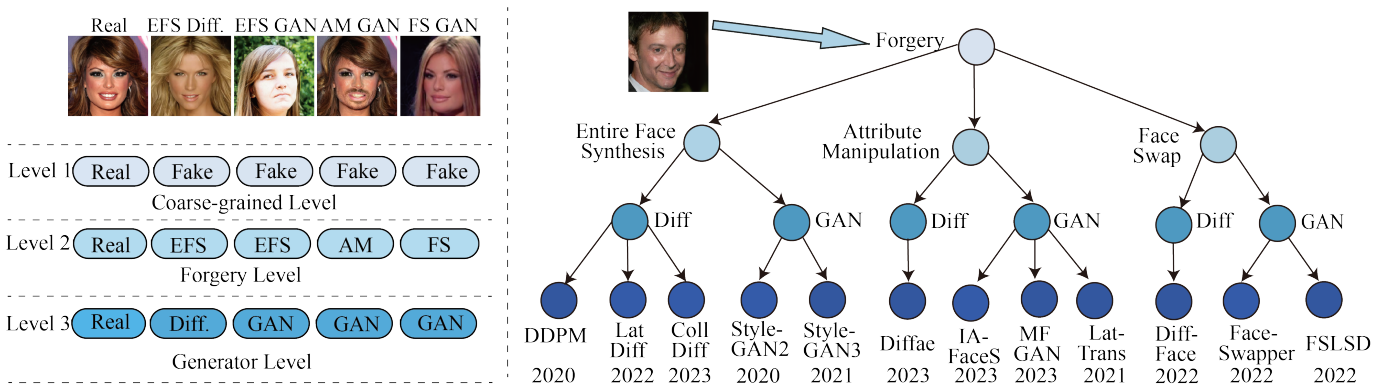 Real EFS Diff. EFS GAN AM GAN FS GAN
Level 1 Real Fake Fake Fake Fake
Coarse-grained Level
Level 2 Real EFS EFS AM FS
Forgery Level
Level 3 Real Diff. GAN GAN GAN
Generator Level
Forgery
Entire Face
Synthesis
Attribute
Manipulation
Face
Swap
Diff
GAN
Diff
GAN
Diff
GAN
DDPM
2020
Lat
Diff
2022
Coll
Diff
2023
Style-
GAN2
2020
Style-
GAN3
2021
Diffae
2023
IA-
FaceS
2023
MF
GAN
2023
Lat-
Trans
2021
Diff-
Face
2022
Face-
Swapper
2022
FSLSD
2022